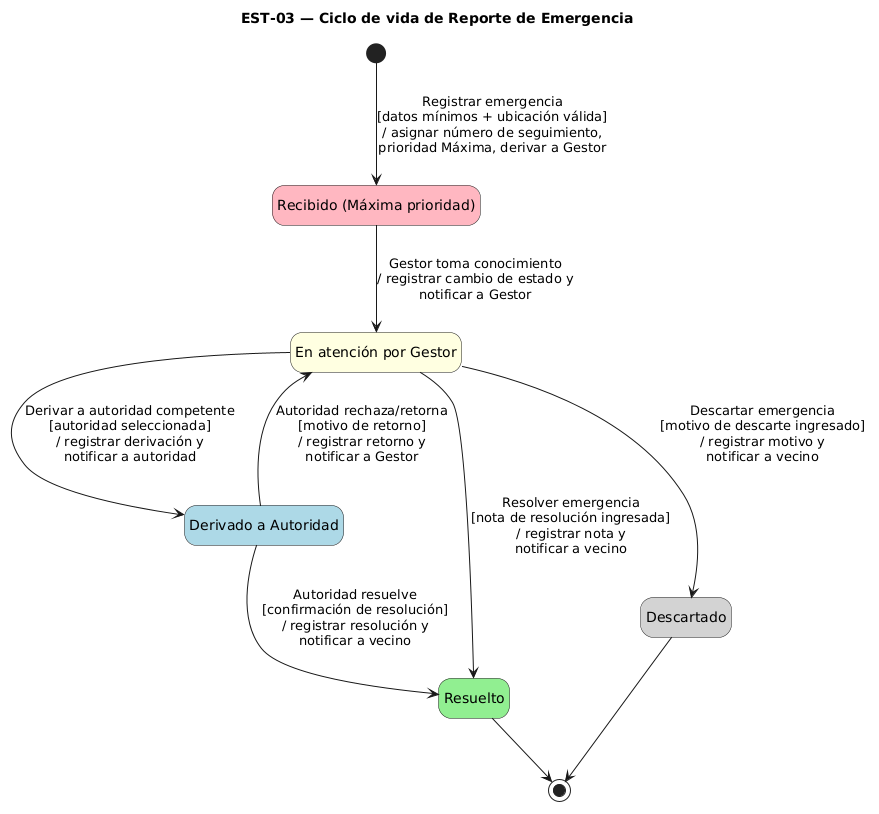 EST-03 — Ciclo de vida de Reporte de Emergencia
Registrar emergencia
[datos mínimos + ubicación válida]
/ asignar número de seguimiento,
prioridad Máxima, derivar a Gestor
Recibido (Máxima prioridad)
Gestor toma conocimiento
/ registrar cambio de estado y
notificar a Gestor
En atención por Gestor
Derivar a autoridad competente
[autoridad seleccionada]
/ registrar derivación y
notificar a autoridad
Autoridad rechaza/retorna
[motivo de retorno]
/ registrar retorno y
notificar a Gestor
Descartar emergencia
[motivo de descarte ingresado]
/ registrar motivo y
notificar a vecino
Resolver emergencia
[nota de resolución ingresada]
/ registrar nota y
notificar a vecino
Derivado a Autoridad
Autoridad resuelve
[confirmación de resolución]
/ registrar resolución y
notificar a vecino
Descartado
Resuelto